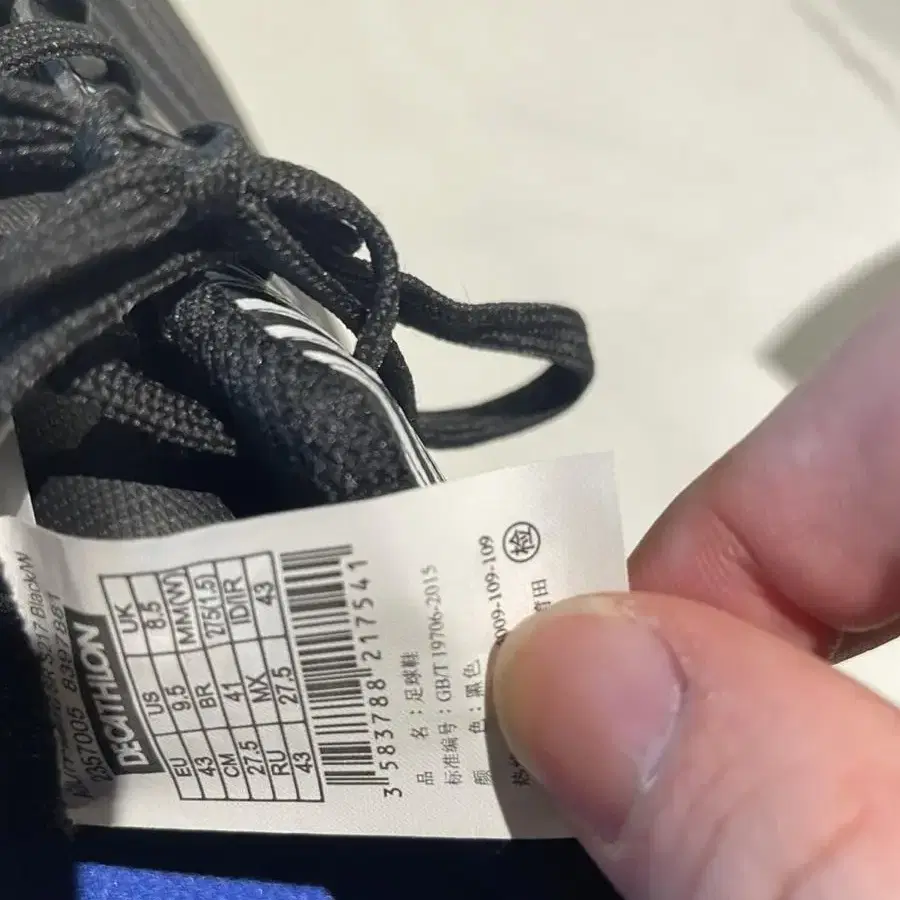 Black/W
8397881
DECATHLON
EU US UK
43 9.5 8.5
CM BR MM(W)
27.5 41 275(1.5)
RU MX ID|IR
43 27.5 43
3 583788 217541
品 名：足球鞋
标准编号：GB/T 19706-2015
颜 色：黑色 009-109-109
检